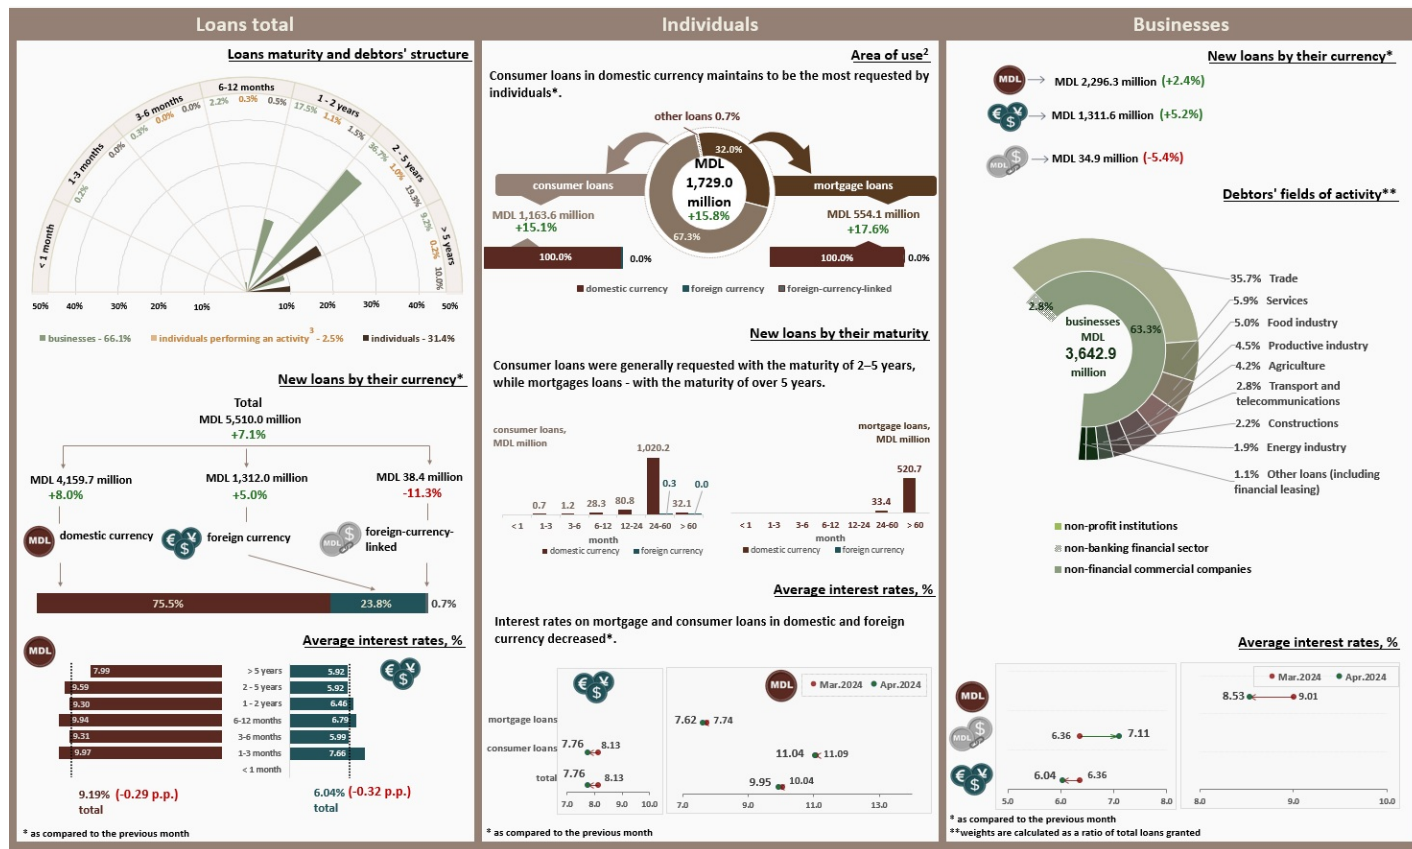 Loans total
Loans maturity and debtors' structure
< 1 month
1-3 months
3-6 months
6-12 months
1 - 2 years
2 - 5 years
> 5 years
0.2%
0.0%
0.3%
0.0%
0.0%
2.2%
0.3%
0.5%
17.5%
1.1%
1.5%
36.7%
1.0%
19.3%
9.2%
0.2%
10.0%
50% 40% 30% 20% 10% 10% 20% 30% 40% 50%
businesses - 66.1% individuals performing an activity 3 - 2.5% individuals - 31.4%
New loans by their currency*
Total
MDL 5,510.0 million
+7.1%
MDL 4,159.7 million MDL 1,312.0 million MDL 38.4 million
+8.0% +5.0% -11.3%
MDL domestic currency € ¥ $ foreign currency MDL $ foreign-currency-
linked
75.5% 23.8% 0.7%
Average interest rates, %
MDL € ¥ $
7.99 > 5 years 5.92
9.59 2 - 5 years 5.92
9.30 1 - 2 years 6.46
9.94 6-12 months 6.79
9.31 3-6 months 5.99
9.97 1-3 months 7.66
< 1 month
9.19% (-0.29 p.p.) 6.04% (-0.32 p.p.)
total total
* as compared to the previous month
Individuals
Area of use2
Consumer loans in domestic currency maintains to be the most requested by
individuals*.
other loans 0.7%
32.0%
MDL
1,729.0
million
+15.8%
67.3%
consumer loans
MDL 1,163.6 million
+15.1%
100.0% 0.0%
mortgage loans
MDL 554.1 million
+17.6%
100.0% 0.0%
domestic currency foreign currency foreign-currency-linked
New loans by their maturity
Consumer loans were generally requested with the maturity of 2–5 years,
while mortgages loans - with the maturity of over 5 years.
consumer loans,
MDL million
0.7 1.2 28.3 80.8 1,020.2 0.3 32.1 0.0
< 1 1-3 3-6 6-12 12-24 24-60 > 60
month
domestic currency foreign currency
mortgage loans,
MDL million
33.4 520.7
< 1 1-3 3-6 6-12 12-24 24-60 > 60
month
domestic currency foreign currency
Average interest rates, %
Interest rates on mortgage and consumer loans in domestic and foreign
currency decreased*.
€ ¥ $ MDL Mar.2024 Apr.2024
mortgage loans 7.62 7.74
consumer loans 7.76 8.13 11.04 11.09
total 7.76 8.13 9.95 10.04
7.0 8.0 9.0 10.0 7.0 9.0 11.0 13.0
* as compared to the previous month
Businesses
New loans by their currency*
MDL MDL 2,296.3 million (+2.4%)
€ ¥ $ MDL 1,311.6 million (+5.2%)
MDL $ MDL 34.9 million (-5.4%)
Debtors' fields of activity**
2.8%
businesses
MDL
3,642.9
million
63.3%
35.7% Trade
5.9% Services
5.0% Food industry
4.5% Productive industry
4.2% Agriculture
2.8% Transport and
telecommunications
2.2% Constructions
1.9% Energy industry
1.1% Other loans (including
financial leasing)
non-profit institutions
non-banking financial sector
non-financial commercial companies
Average interest rates, %
Mar.2024 Apr.2024
MDL 8.53 9.01
MDL $ 6.36 7.11
€ ¥ $ 6.04 6.36
5.0 6.0 7.0 8.0 8.0 9.0 10.0
* as compared to the previous month
**weights are calculated as a ratio of total loans granted